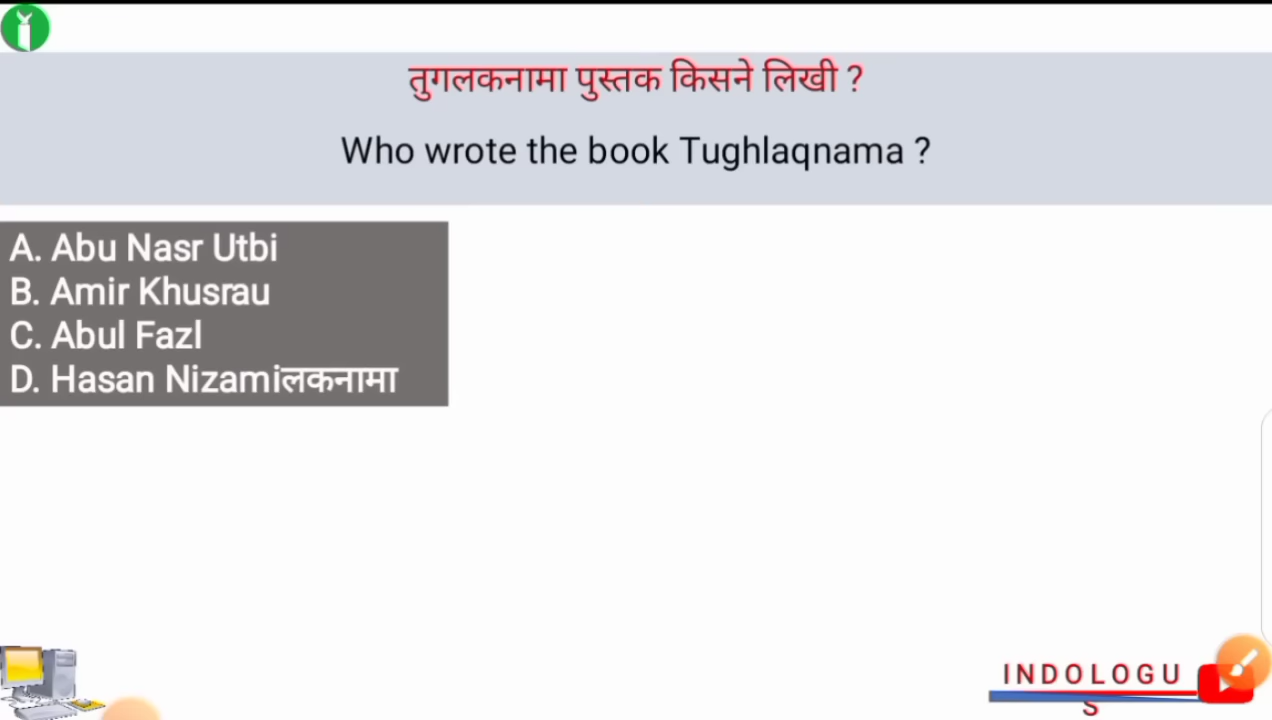 तुगलकनामा पुस्तक किसने लिखी ?
Who wrote the book Tughlaqnama ?
A. Abu Nasr Utbi
B. Amir Khusrau
C. Abul Fazl
D. Hasan Nizamiलकनामा
INDOLOGU
S